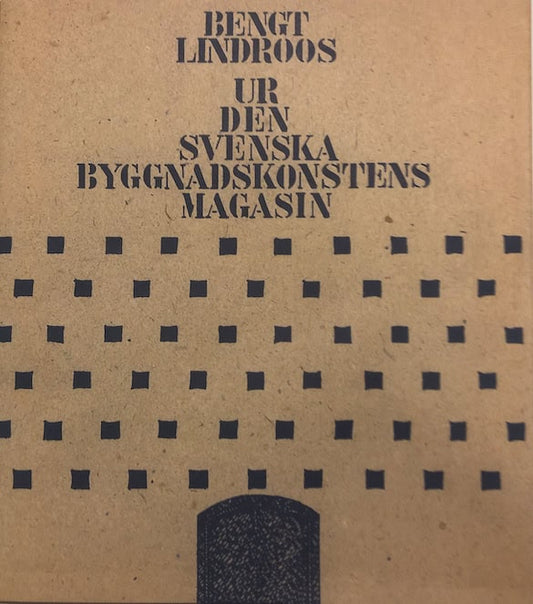 BENGT
LINDROOS
UR
DEN
SVENSKA
BYGGNADSKONSTENS
MAGASIN